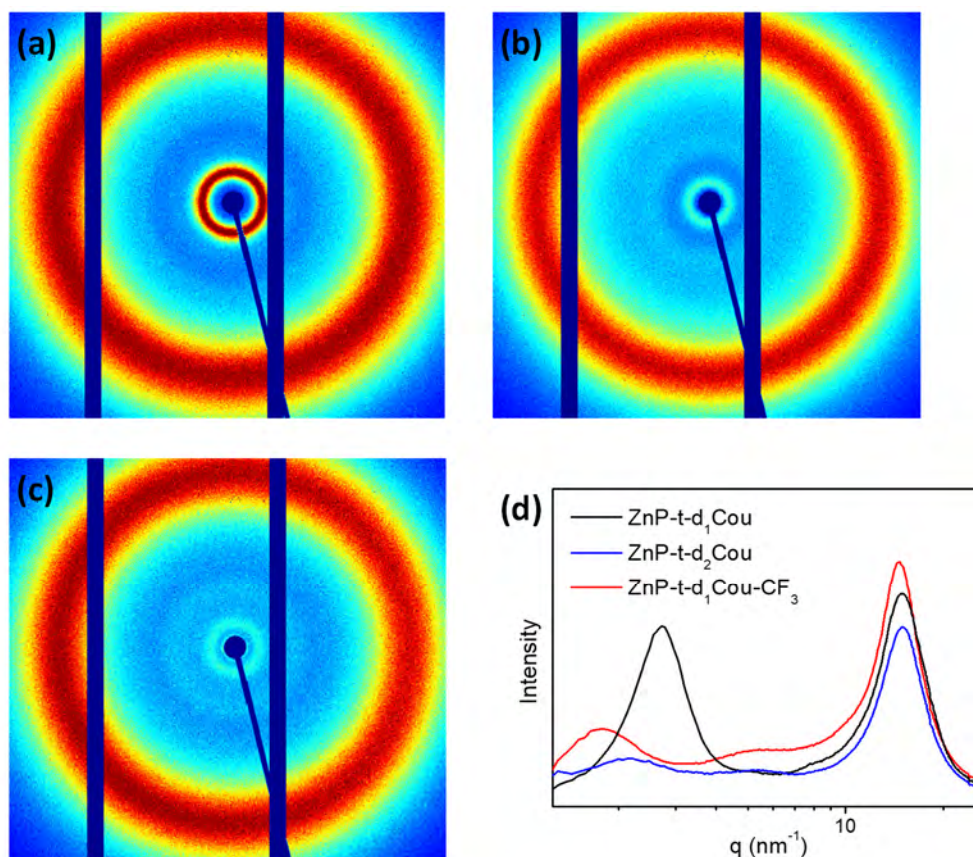 (a)
(b)
(c)
(d)
ZnP-t-d₁Cou
ZnP-t-d₂Cou
ZnP-t-d₁Cou-CF₃
Intensity
10
q (nm⁻¹)